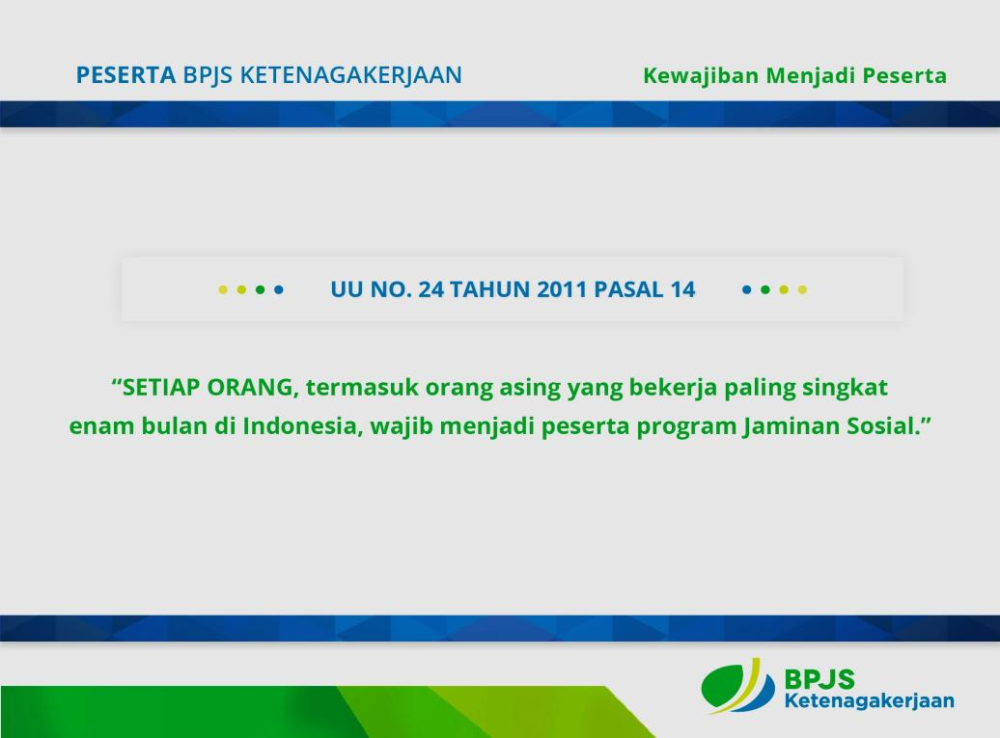 PESERTA BPJS KETENAGAKERJAAN
Kewajiban Menjadi Peserta
UU NO. 24 TAHUN 2011 PASAL 14
“SETIAP ORANG, termasuk orang asing yang bekerja paling singkat
enam bulan di Indonesia, wajib menjadi peserta program Jaminan Sosial.”
BPJS
Ketenagakerjaan